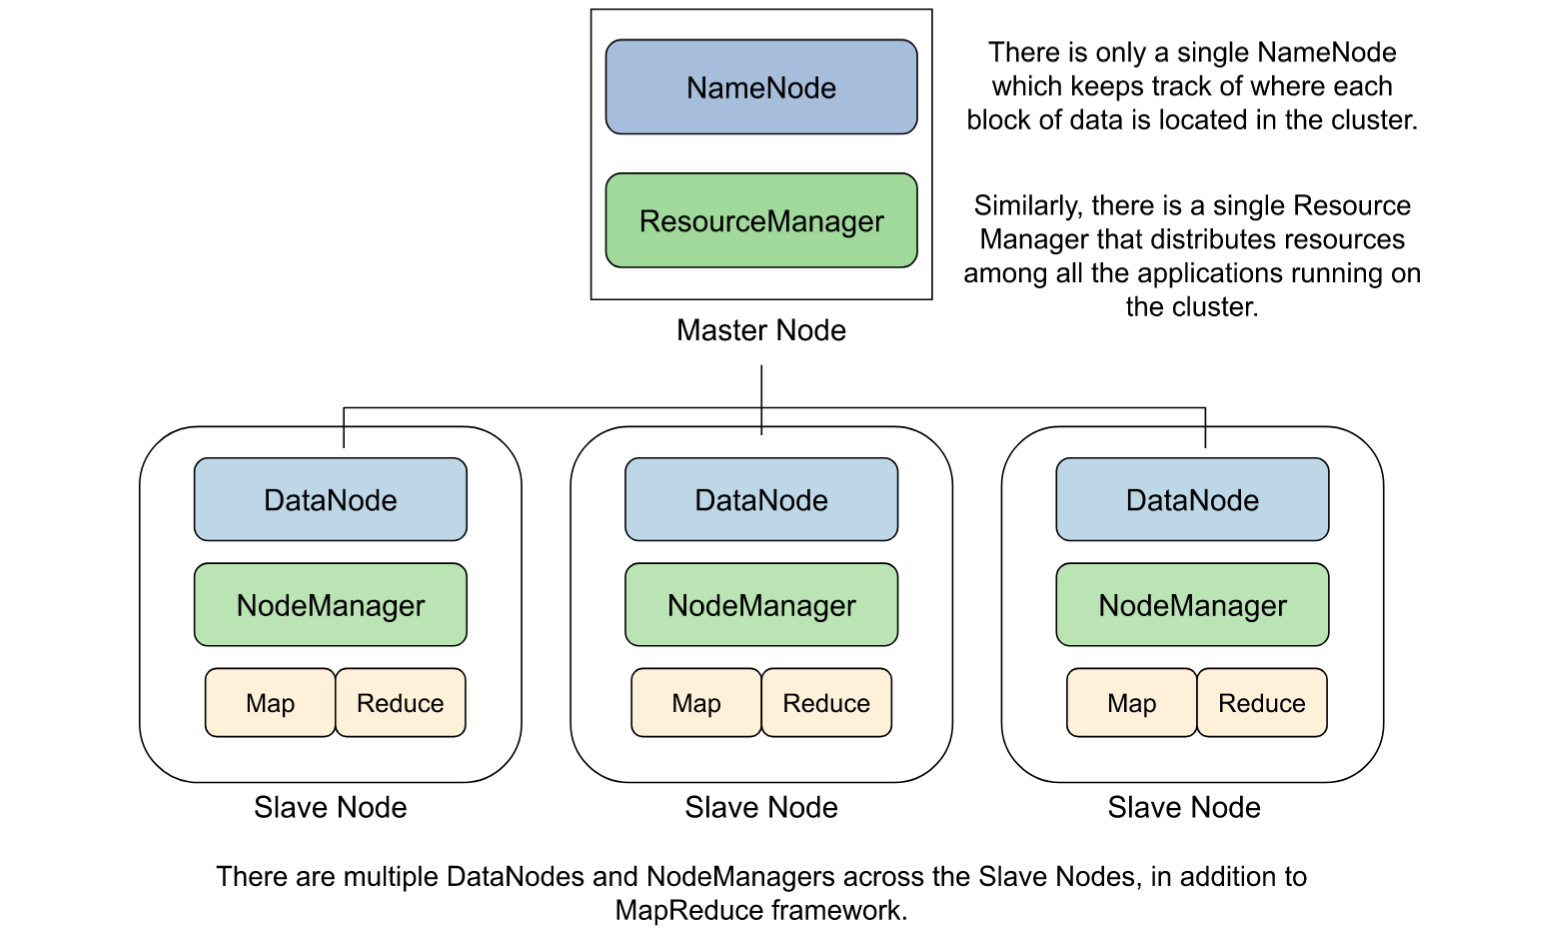 NameNode
There is only a single NameNode
which keeps track of where each
block of data is located in the cluster.
ResourceManager
Similarly, there is a single Resource
Manager that distributes resources
among all the applications running on
the cluster.
Master Node
DataNode
NodeManager
Map
Reduce
Slave Node
DataNode
NodeManager
Map
Reduce
Slave Node
DataNode
NodeManager
Map
Reduce
Slave Node
There are multiple DataNodes and NodeManagers across the Slave Nodes, in addition to
MapReduce framework.